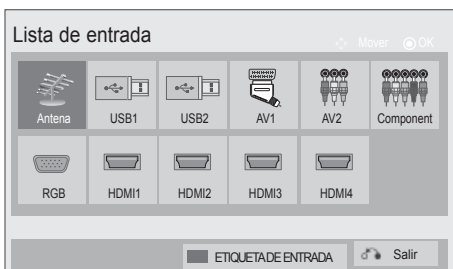 Lista de entrada
Mover OK
Antena USB1 USB2 AV1 AV2 Component
RGB HDMI1 HDMI2 HDMI3 HDMI4
ETIQUETA DE ENTRADA Salir